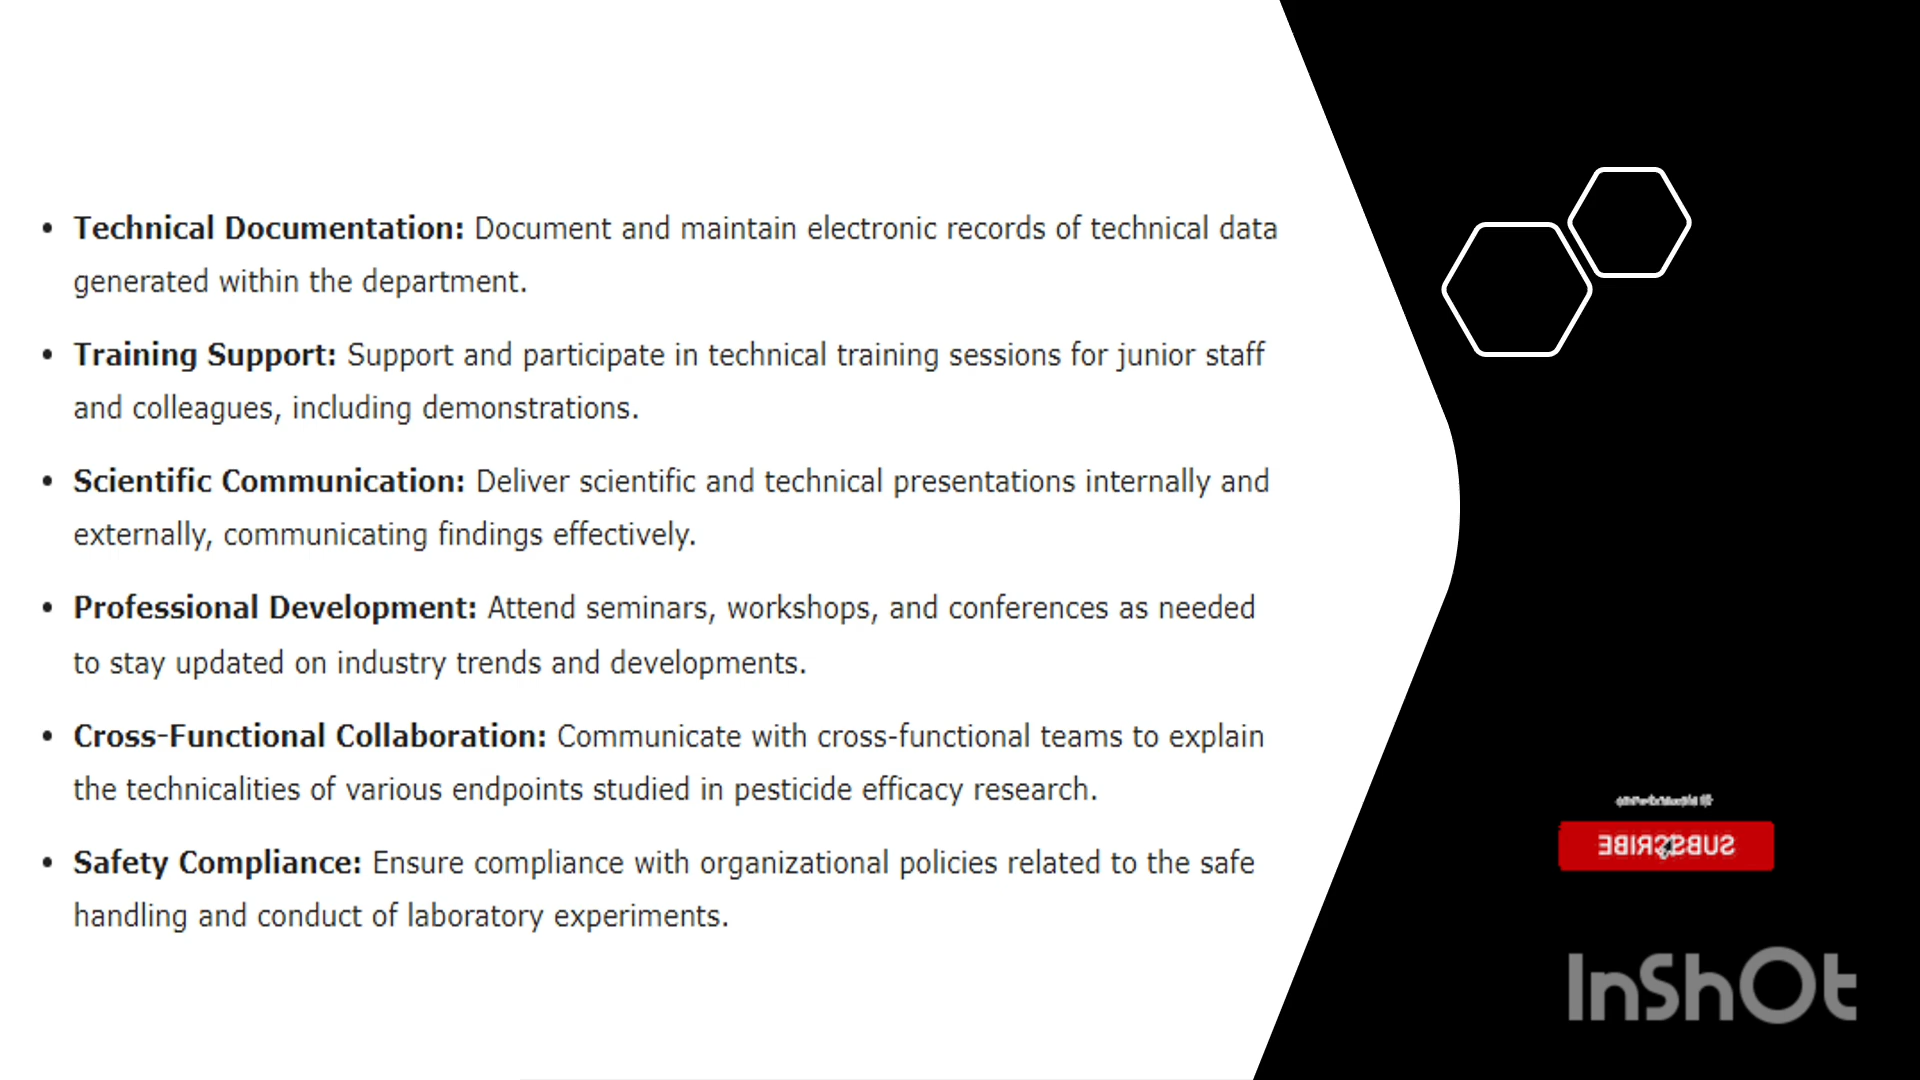 • Technical Documentation: Document and maintain electronic records of technical data
generated within the department.
• Training Support: Support and participate in technical training sessions for junior staff
and colleagues, including demonstrations.
• Scientific Communication: Deliver scientific and technical presentations internally and
externally, communicating findings effectively.
• Professional Development: Attend seminars, workshops, and conferences as needed
to stay updated on industry trends and developments.
• Cross-Functional Collaboration: Communicate with cross-functional teams to explain
the technicalities of various endpoints studied in pesticide efficacy research.
• Safety Compliance: Ensure compliance with organizational policies related to the safe
handling and conduct of laboratory experiments.
SUBSCRIBE
InShOt